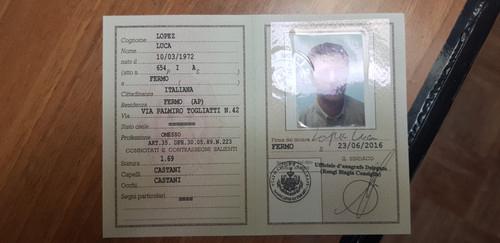 Cognome LOPEZ
Nome LUCA
nato il 10/03/1972
(atto n. 654 P I S A )
a FERMO ( )
Cittadinanza ITALIANA
Residenza FERMO (AP)
Via VIA PALMIRO TOGLIATTI N.42
Stato civile
Professione OMESSO
ART.35. DPR.30.05.89.N.223
CONNOTATI E CONTRASSEGNI SALIENTI
Statura 1.69
Capelli CASTANI
Occhi CASTANI
Segni particolari ====
Firma del titolare Lopez Luca
FERMO 23/06/2016
IL SINDACO
Ufficiale d'anagrafe Delegato